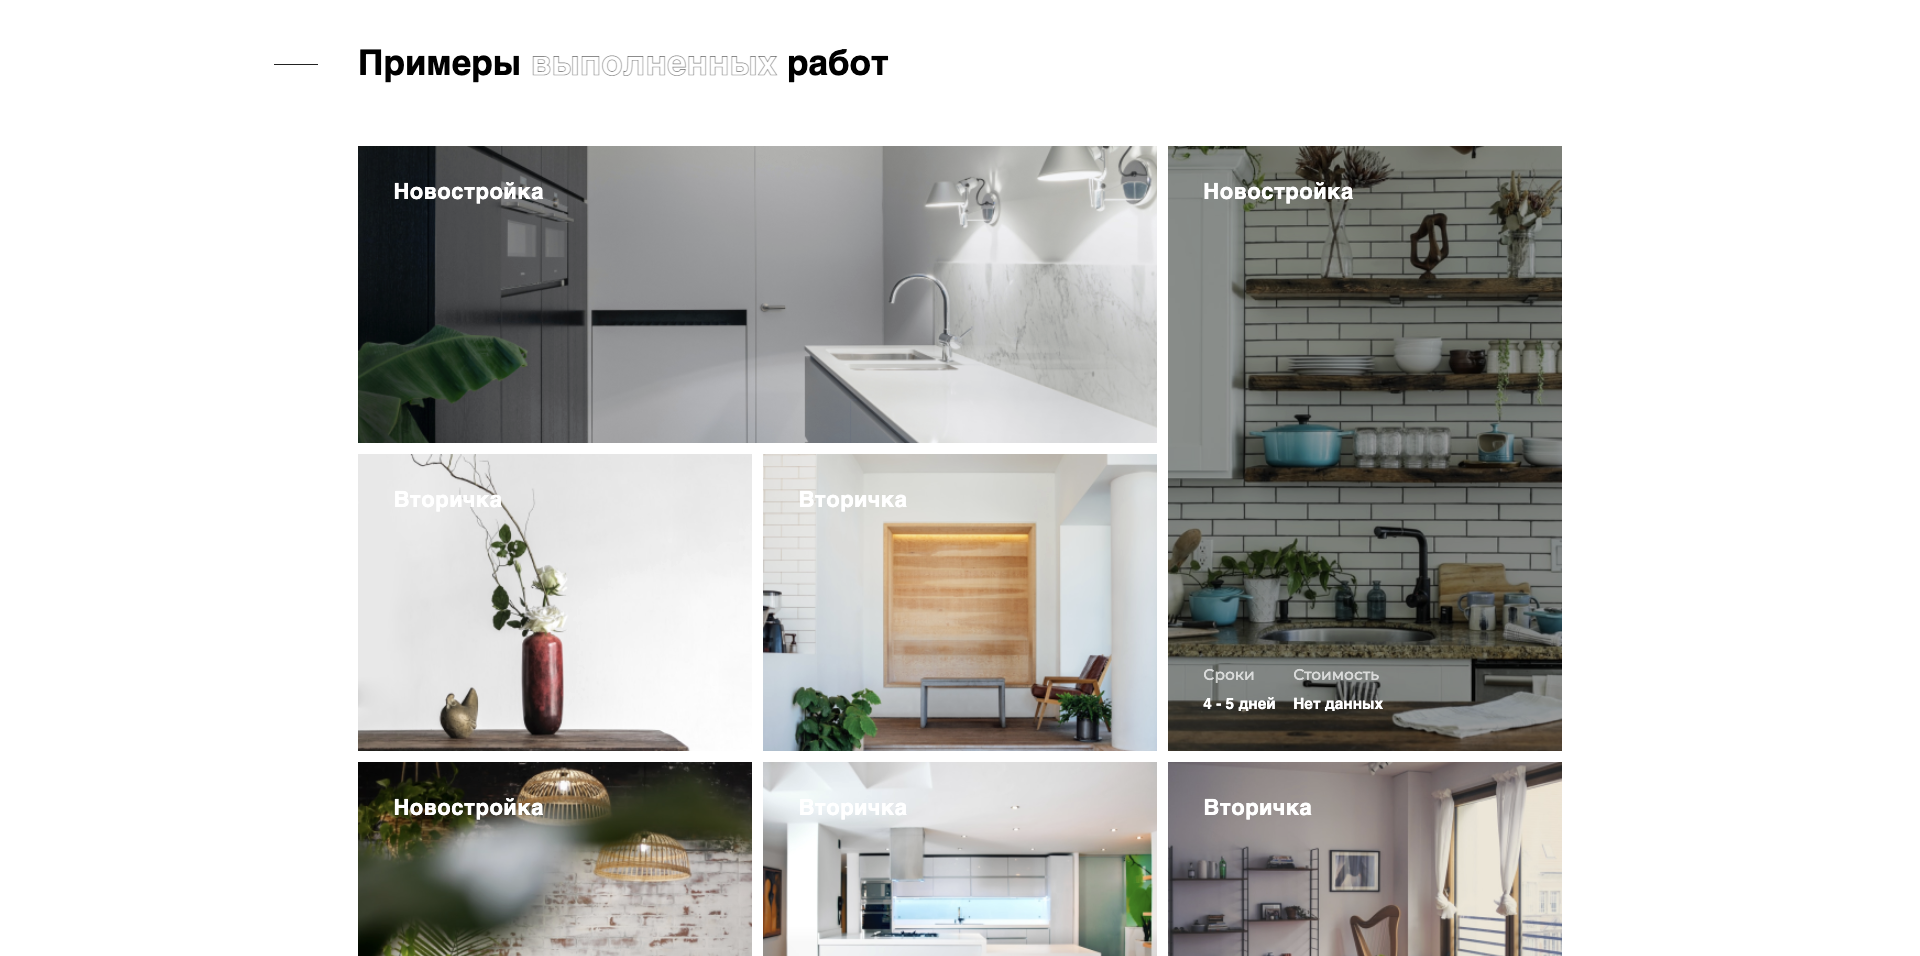 Примеры выполненных работ
Новостройка
Новостройка
Вторичка
Вторичка
Сроки Стоимость
4 - 5 дней Нет данных
Новостройка
Вторичка
Вторичка